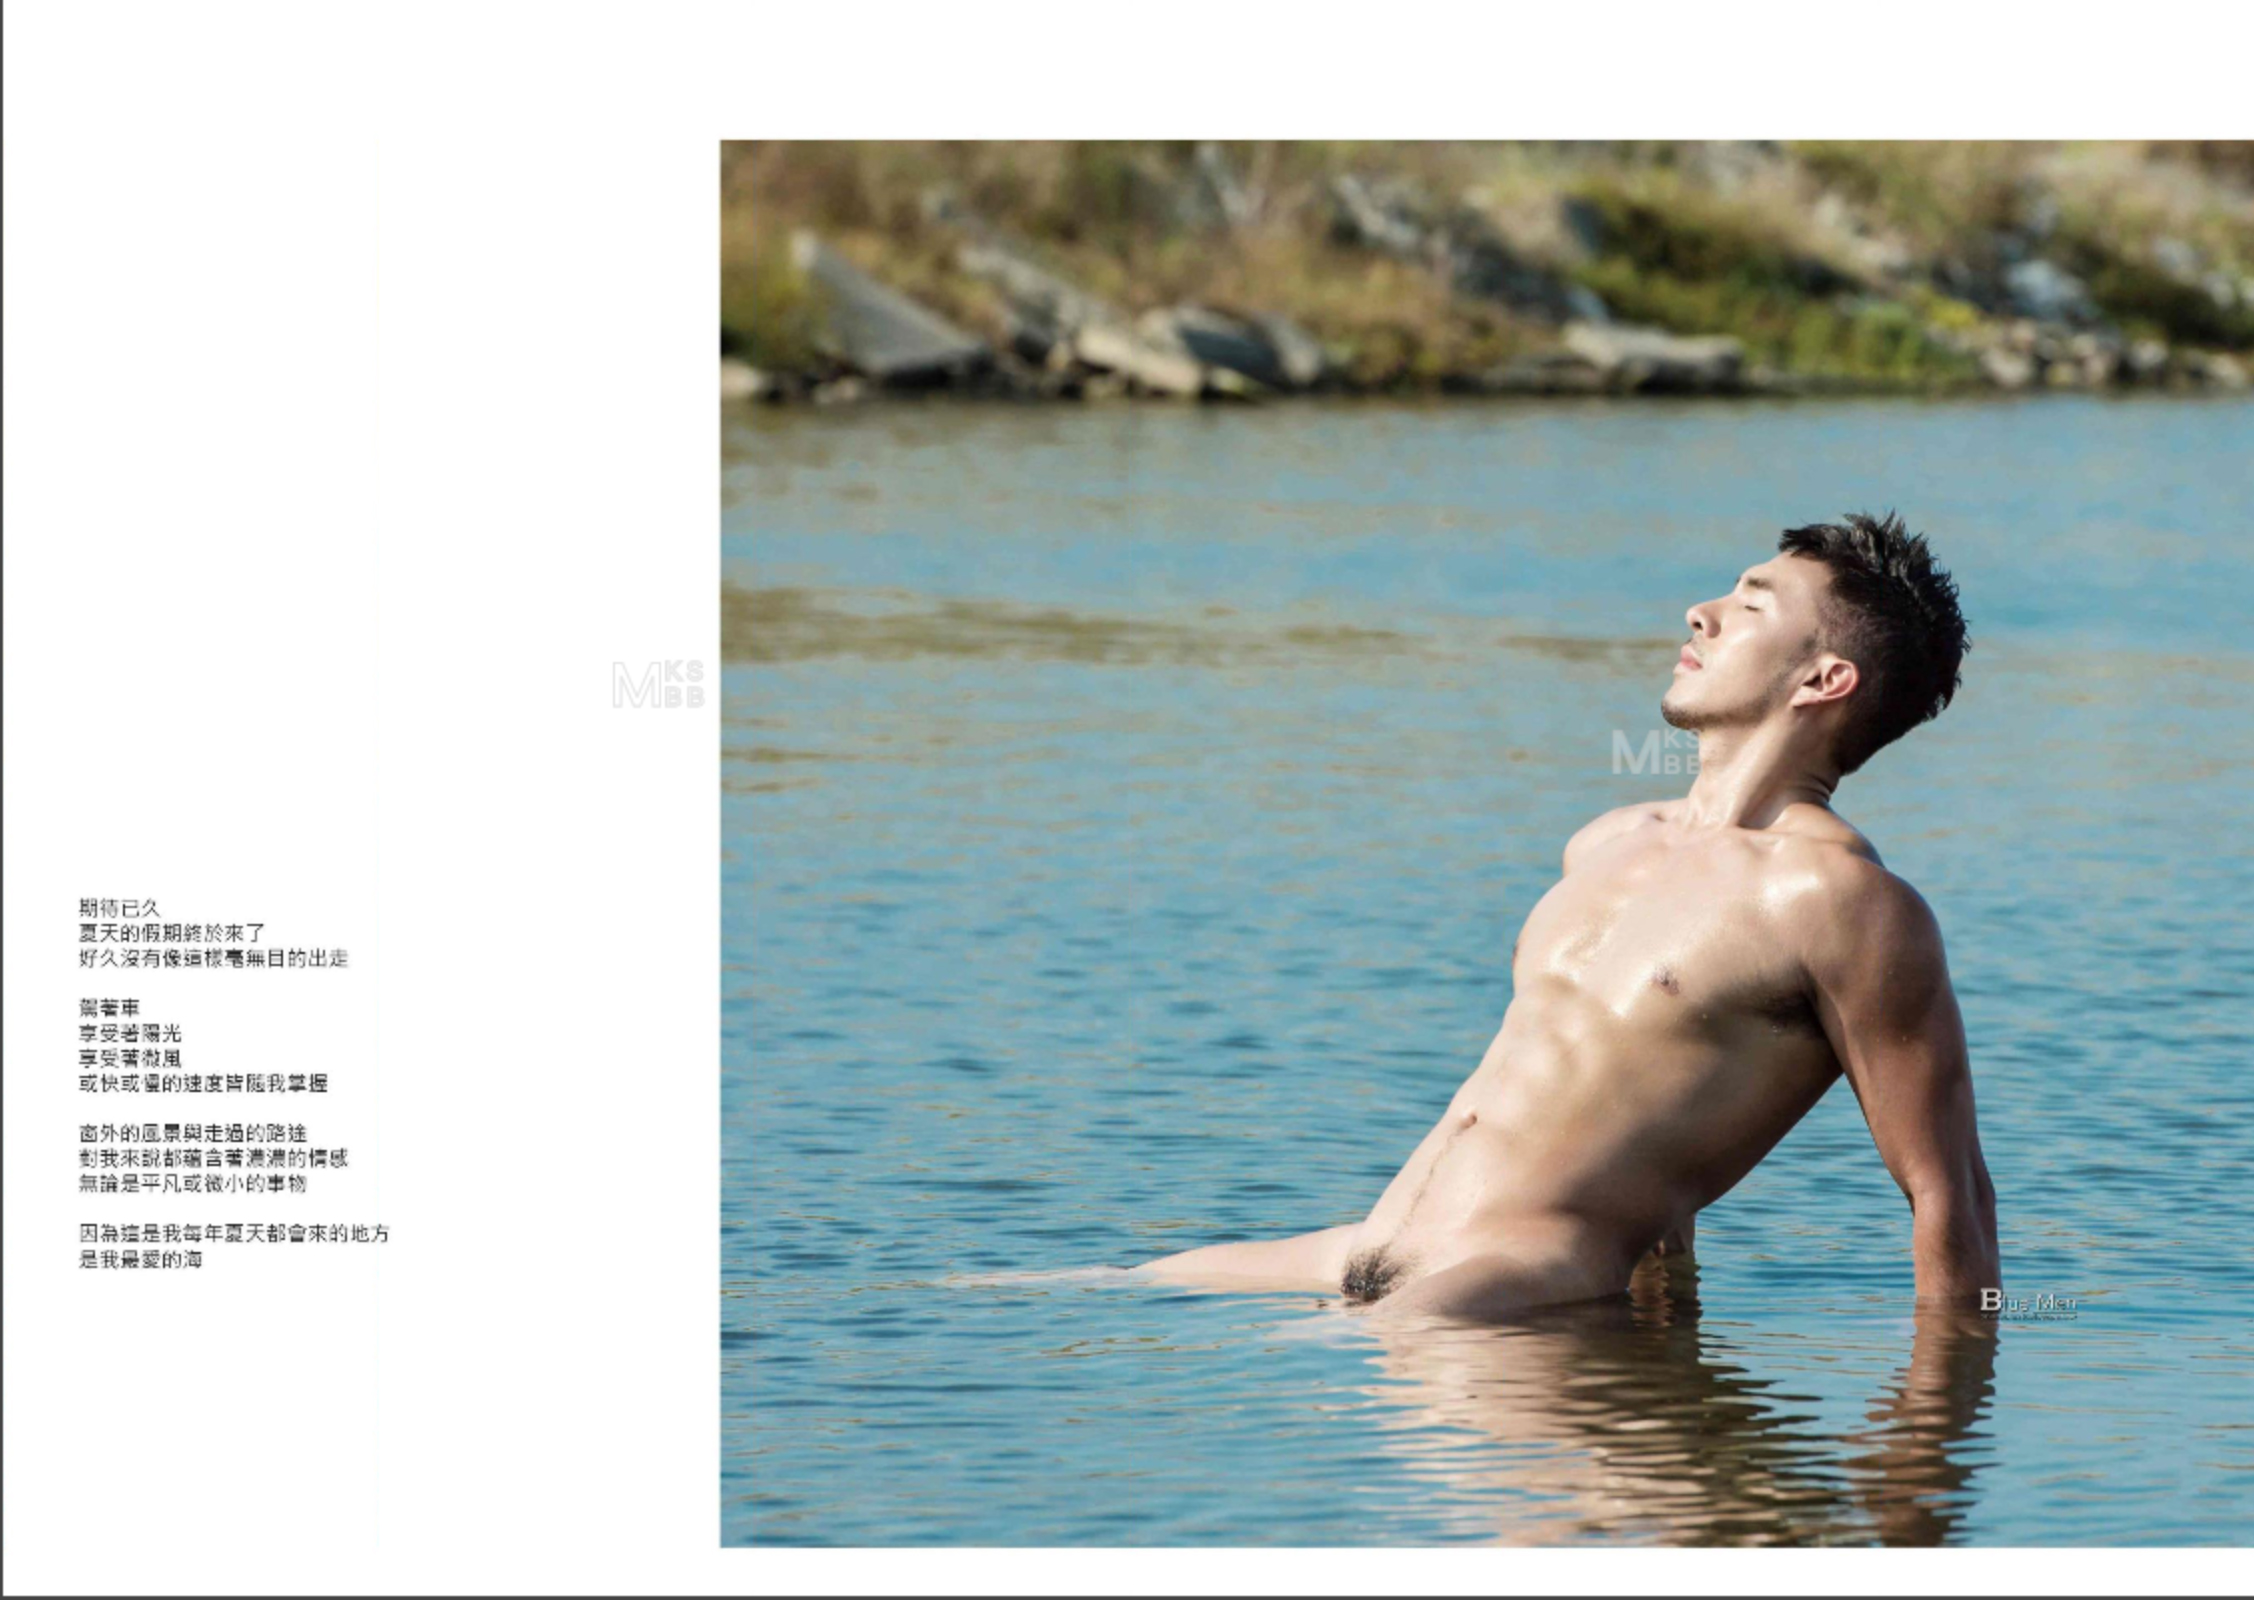 期待已久
夏天的假期終於來了
好久沒有像這樣毫無目的出走
駕著車
享受著陽光
享受著微風
或快或慢的速度皆隨我掌握
窗外的風景與走過的路途
對我來說都蘊含著濃濃的情感
無論是平凡或微小的事物
因為這是我每年夏天都會來的地方
是我最愛的海
MKSBB
MKSBB
Blue Men